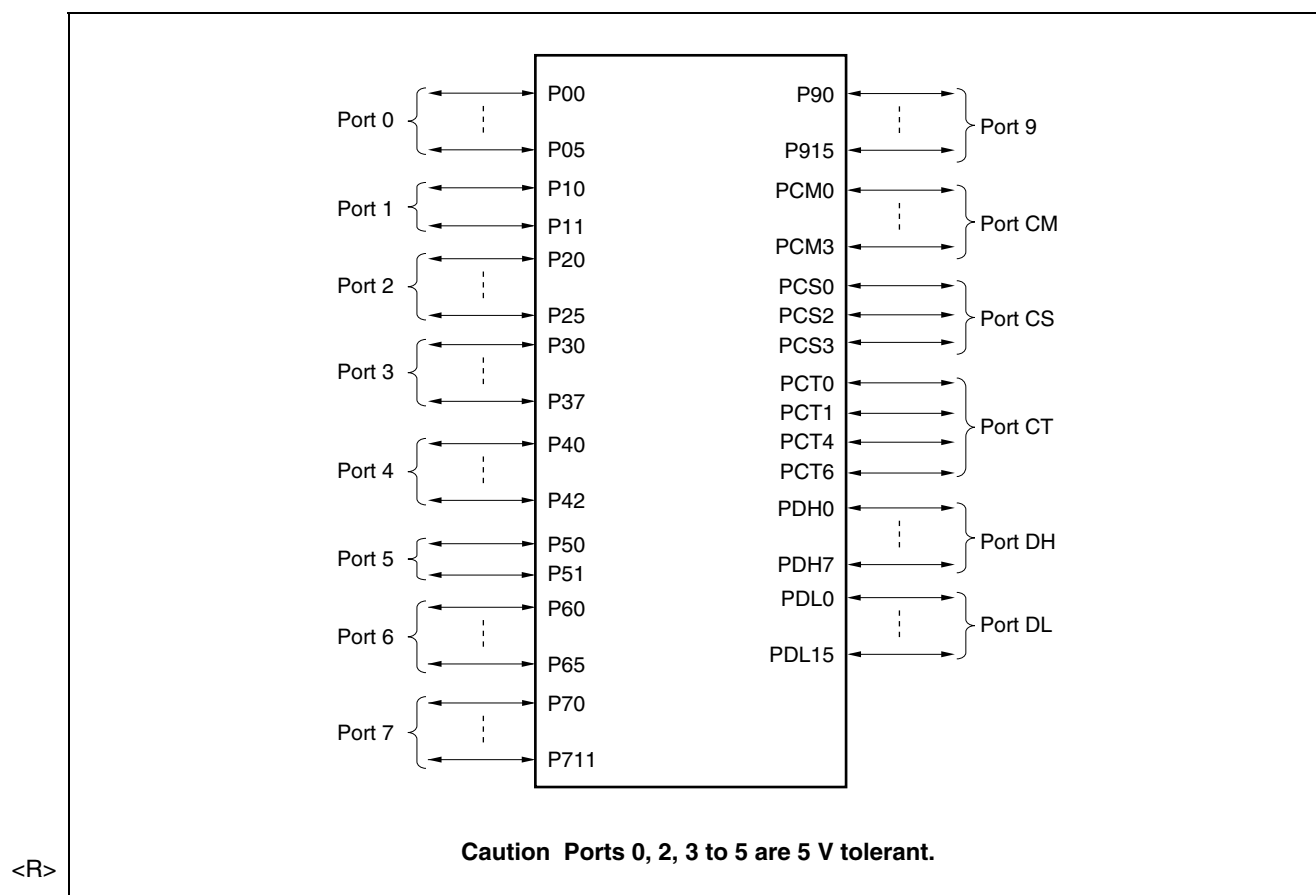 Port 0
P00
P05
Port 1
P10
P11
Port 2
P20
P25
Port 3
P30
P37
Port 4
P40
P42
Port 5
P50
P51
Port 6
P60
P65
Port 7
P70
P711
P90
P915
Port 9
PCM0
PCM3
Port CM
PCS0
PCS2
PCS3
Port CS
PCT0
PCT1
PCT4
PCT6
Port CT
PDH0
PDH7
Port DH
PDL0
PDL15
Port DL
Caution Ports 0, 2, 3 to 5 are 5 V tolerant.
<R>